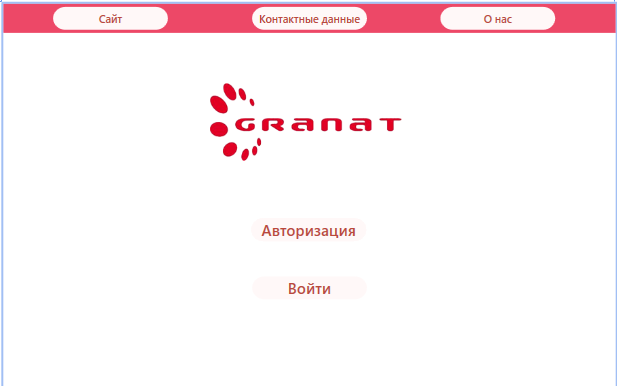 Сайт
Контактные данные
О нас
GRANAT
Авторизация
Войти